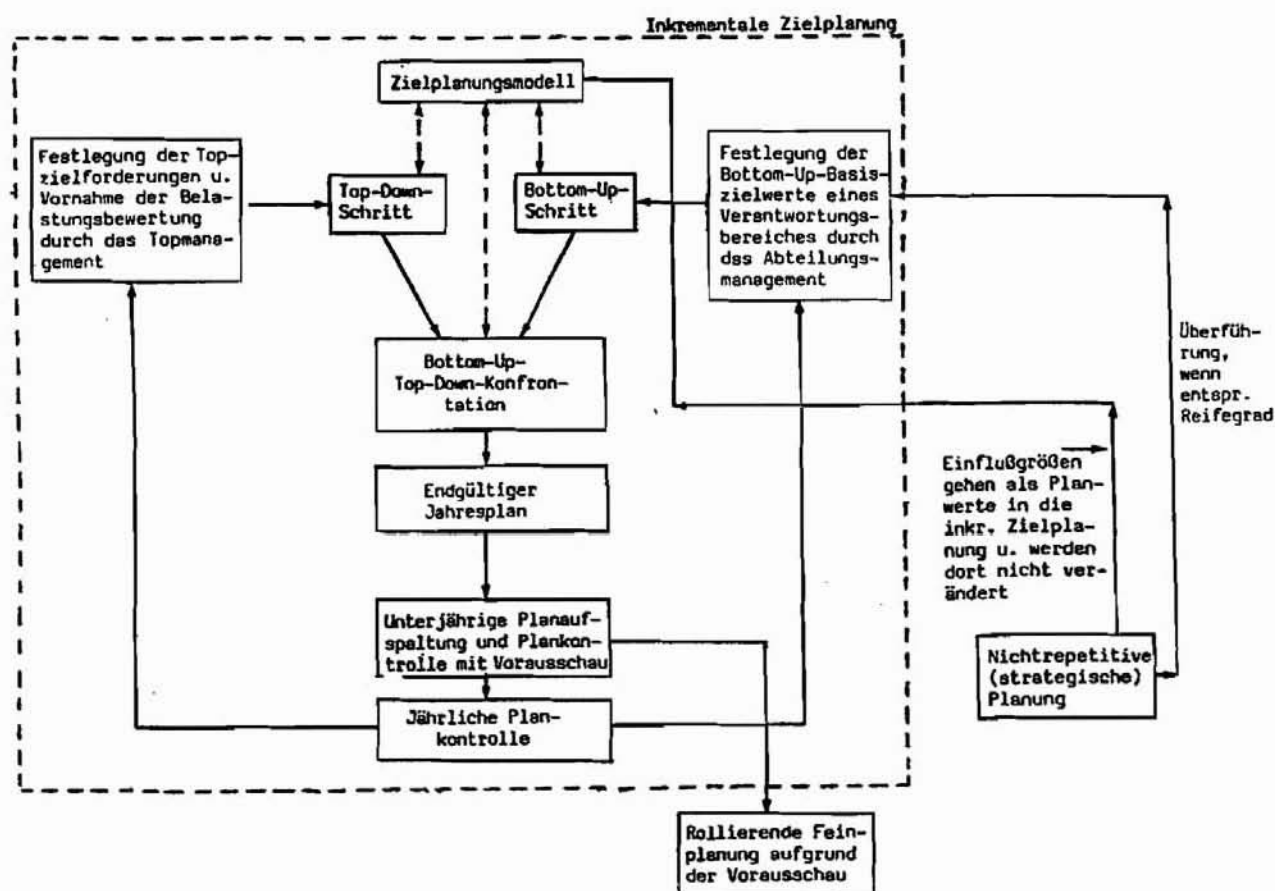 Inkrementale Zielplanung
Zielplanungsmodell
Festlegung der Top-
zielforderungen u.
Vornahme der Bela-
stungsbewertung
durch das Topmana-
gement
Top-Down-
Schritt
Bottom-Up-
Schritt
Festlegung der
Bottom-Up-Basis-
zielwerte eines
Verantwortungs-
bereiches durch
das Abteilungs-
management
Bottom-Up-
Top-Down-Konfron-
tation
Überfüh-
rung,
wenn
entspr.
Reifegrad
Endgültiger
Jahresplan
Einflußgrößen
gehen als Plan-
werte in die
inkr. Zielpla-
nung u. werden
dort nicht ver-
ändert
Unterjährige Planauf-
spaltung und Plankon-
trolle mit Vorausschau
Nichtrepetitive
(strategische)
Planung
Jährliche Plan-
kontrolle
Rollierende Fein-
planung aufgrund
der Vorausschau